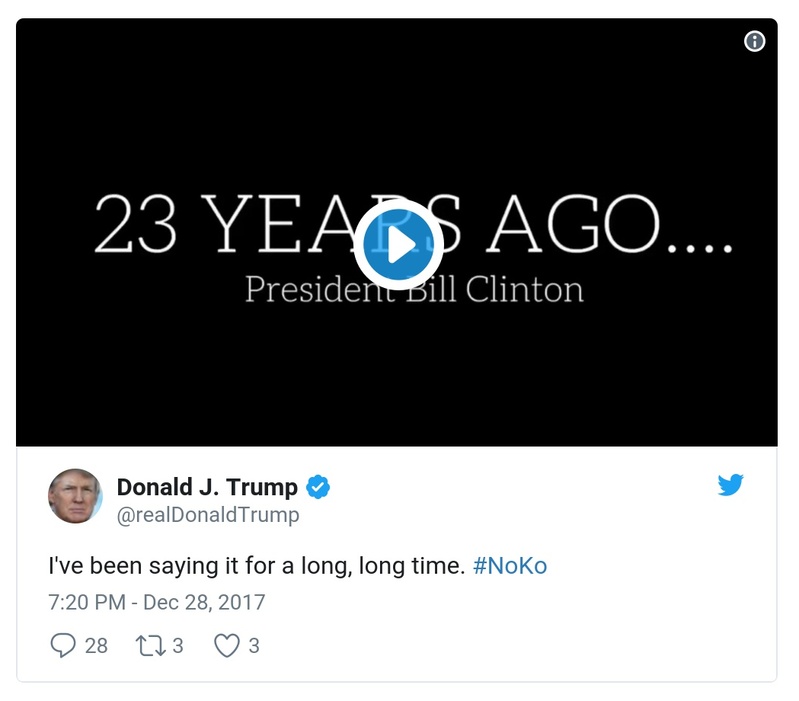 23 YEARS AGO....
President Bill Clinton
Donald J. Trump
@realDonaldTrump
I've been saying it for a long, long time. #NoKo
7:20 PM - Dec 28, 2017
28 3 3